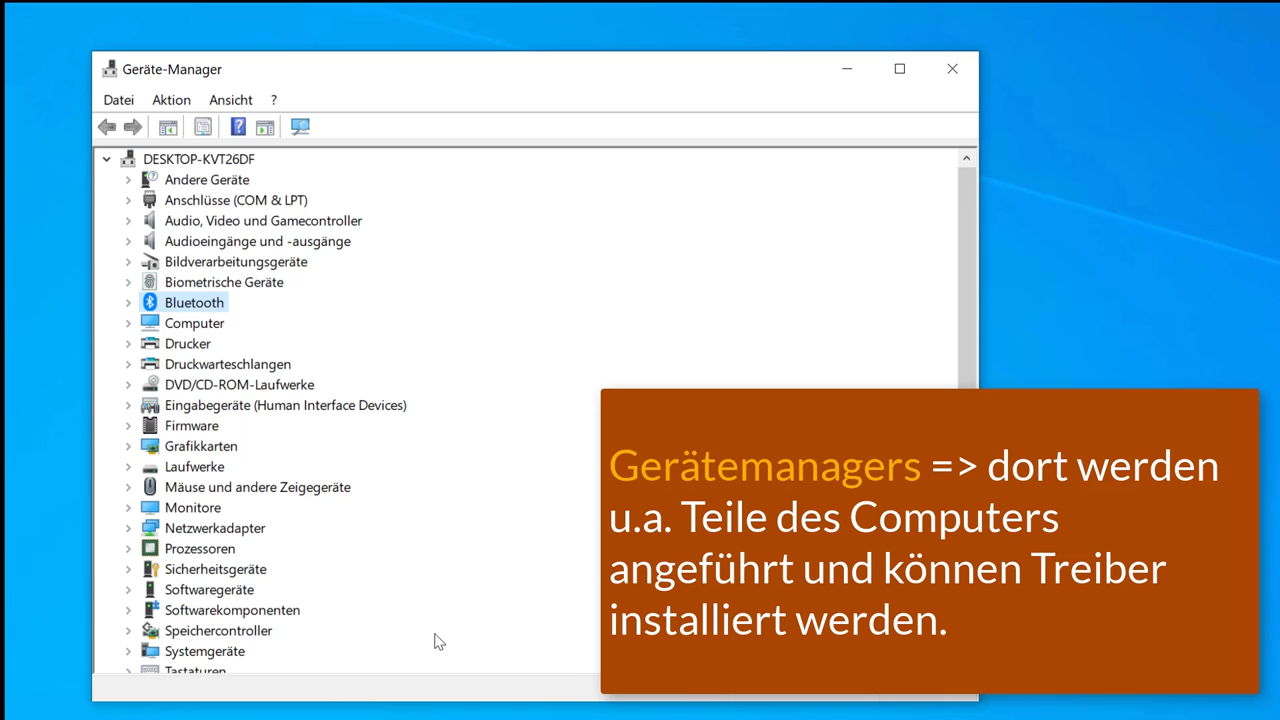 Geräte-Manager
Datei Aktion Ansicht ?
DESKTOP-KVT26DF
Andere Geräte
Anschlüsse (COM & LPT)
Audio, Video und Gamecontroller
Audioeingänge und -ausgänge
Bildverarbeitungsgeräte
Biometrische Geräte
Bluetooth
Computer
Drucker
Druckwarteschlangen
DVD/CD-ROM-Laufwerke
Eingabegeräte (Human Interface Devices)
Firmware
Grafikkarten
Laufwerke
Mäuse und andere Zeigegeräte
Monitore
Netzwerkadapter
Prozessoren
Sicherheitsgeräte
Softwaregeräte
Softwarekomponenten
Speichercontroller
Systemgeräte
Tastaturen
Gerätemanagers => dort werden
u.a. Teile des Computers
angeführt und können Treiber
installiert werden.